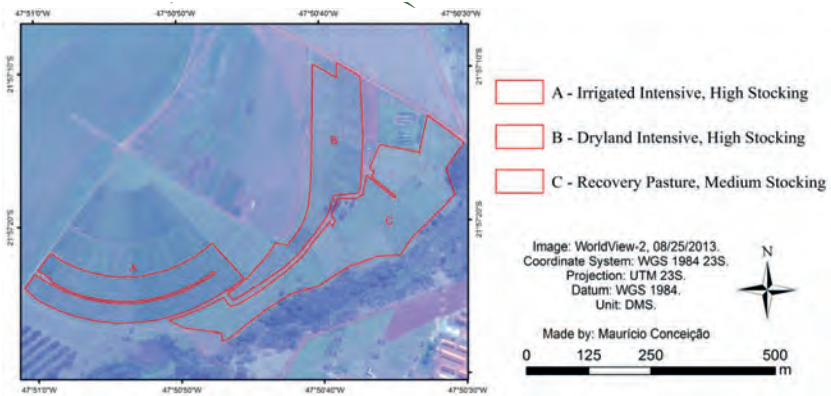 47°51'0"W
47°50'50"W
47°50'40"W
47°50'30"W
21°57'10"S
21°57'10"S
21°57'20"S
21°57'20"S
A
B
C
47°51'0"W
47°50'50"W
47°50'40"W
47°50'30"W
A - Irrigated Intensive, High Stocking
B - Dryland Intensive, High Stocking
C - Recovery Pasture, Medium Stocking
Image: WorldView-2, 08/25/2013.
Coordinate System: WGS 1984 23S.
Projection: UTM 23S.
Datum: WGS 1984.
Unit: DMS.
N
Made by: Maurício Conceição
0 125 250 500
m